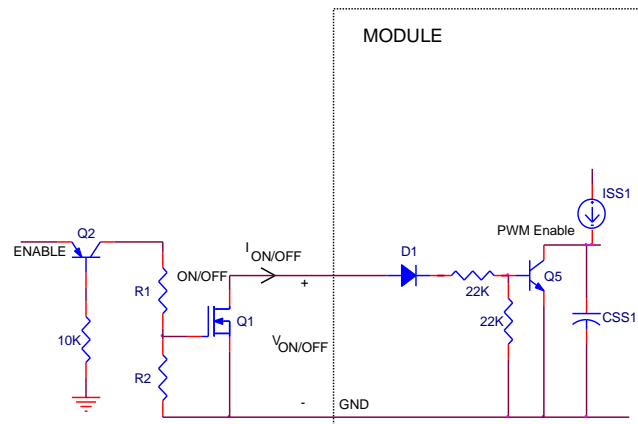 MODULE
ISS1
PWM Enable
Q2
ENABLE
I
ON/OFF
D1
ON/OFF
+
22K
Q5
R1
Q1
22K
CSS1
10K
V
ON/OFF
R2
-
GND